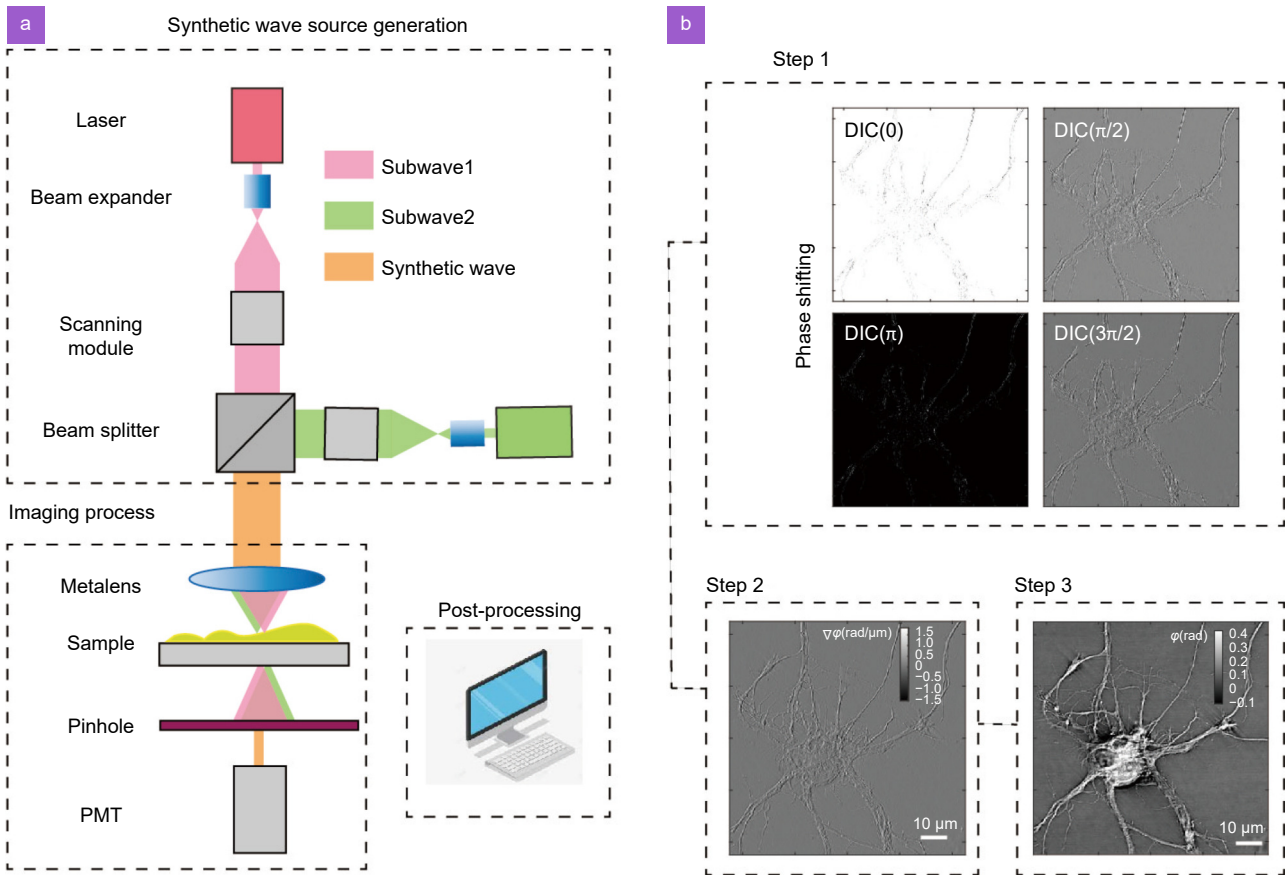 a
Synthetic wave source generation
Laser
Beam expander
Scanning
module
Beam splitter
Subwave1
Subwave2
Synthetic wave
Imaging process
Metalens
Sample
Pinhole
PMT
Post-processing
b
Step 1
Phase shifting
DIC(0)
DIC(π/2)
DIC(π)
DIC(3π/2)
Step 2
∇φ(rad/μm)
1.5
1.0
0.5
0
−0.5
−1.0
−1.5
10 μm
Step 3
φ(rad)
0.4
0.3
0.2
0.1
0
−0.1
10 μm